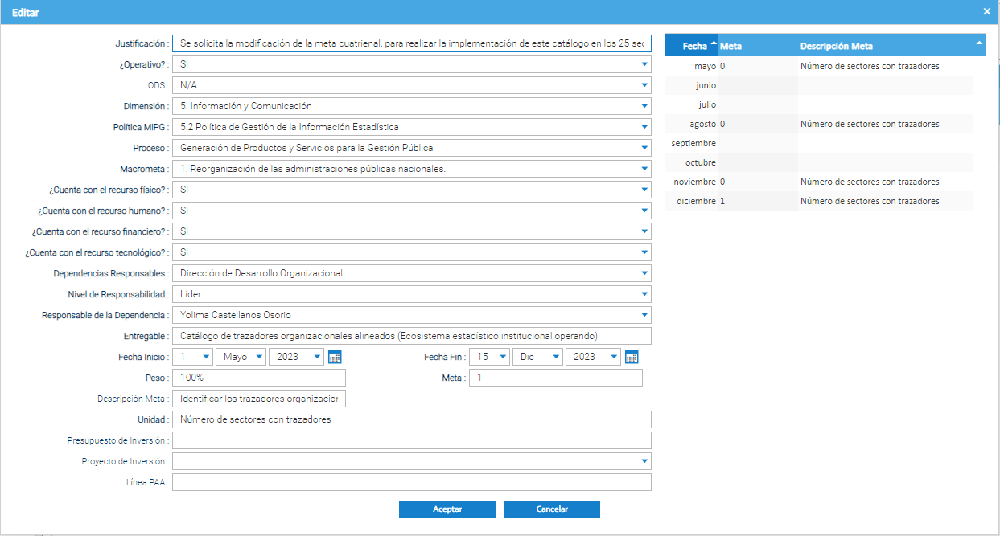 Editar
Justificación : Se solicita la modificación de la meta cuatrienal, para realizar la implementación de este catálogo en los 25
¿Operativo? : SI
ODS : N/A
Dimensión : 5. Información y Comunicación
Política MiPG : 5.2 Política de Gestión de la Información Estadística
Proceso : Generación de Productos y Servicios para la Gestión Pública
Macrometa : 1. Reorganización de las administraciones públicas nacionales.
¿Cuenta con el recurso físico? : SI
¿Cuenta con el recurso humano? : SI
¿Cuenta con el recurso financiero? : SI
¿Cuenta con el recurso tecnológico? : SI
Dependencias Responsables : Dirección de Desarrollo Organizacional
Nivel de Responsabilidad : Líder
Responsable de la Dependencia : Yolima Castellanos Osorio
Entregable : Catálogo de trazadores organizacionales alineados (Ecosistema estadístico institucional operando)
Fecha Inicio : 1 Mayo 2023 Fecha Fin : 15 Dic 2023
Peso : 100% Meta : 1
Descripción Meta : Identificar los trazadores
Unidad : Número de sectores con trazadores
Presupuesto de Inversión :
Proyecto de Inversión :
Línea PAA :
Aceptar Cancelar
Fecha Meta Descripción Meta
mayo 0 Número de sectores con trazadores
junio
julio
agosto 0 Número de sectores con trazadores
septiembre
octubre
noviembre 0 Número de sectores con trazadores
diciembre 1 Número de sectores con trazadores